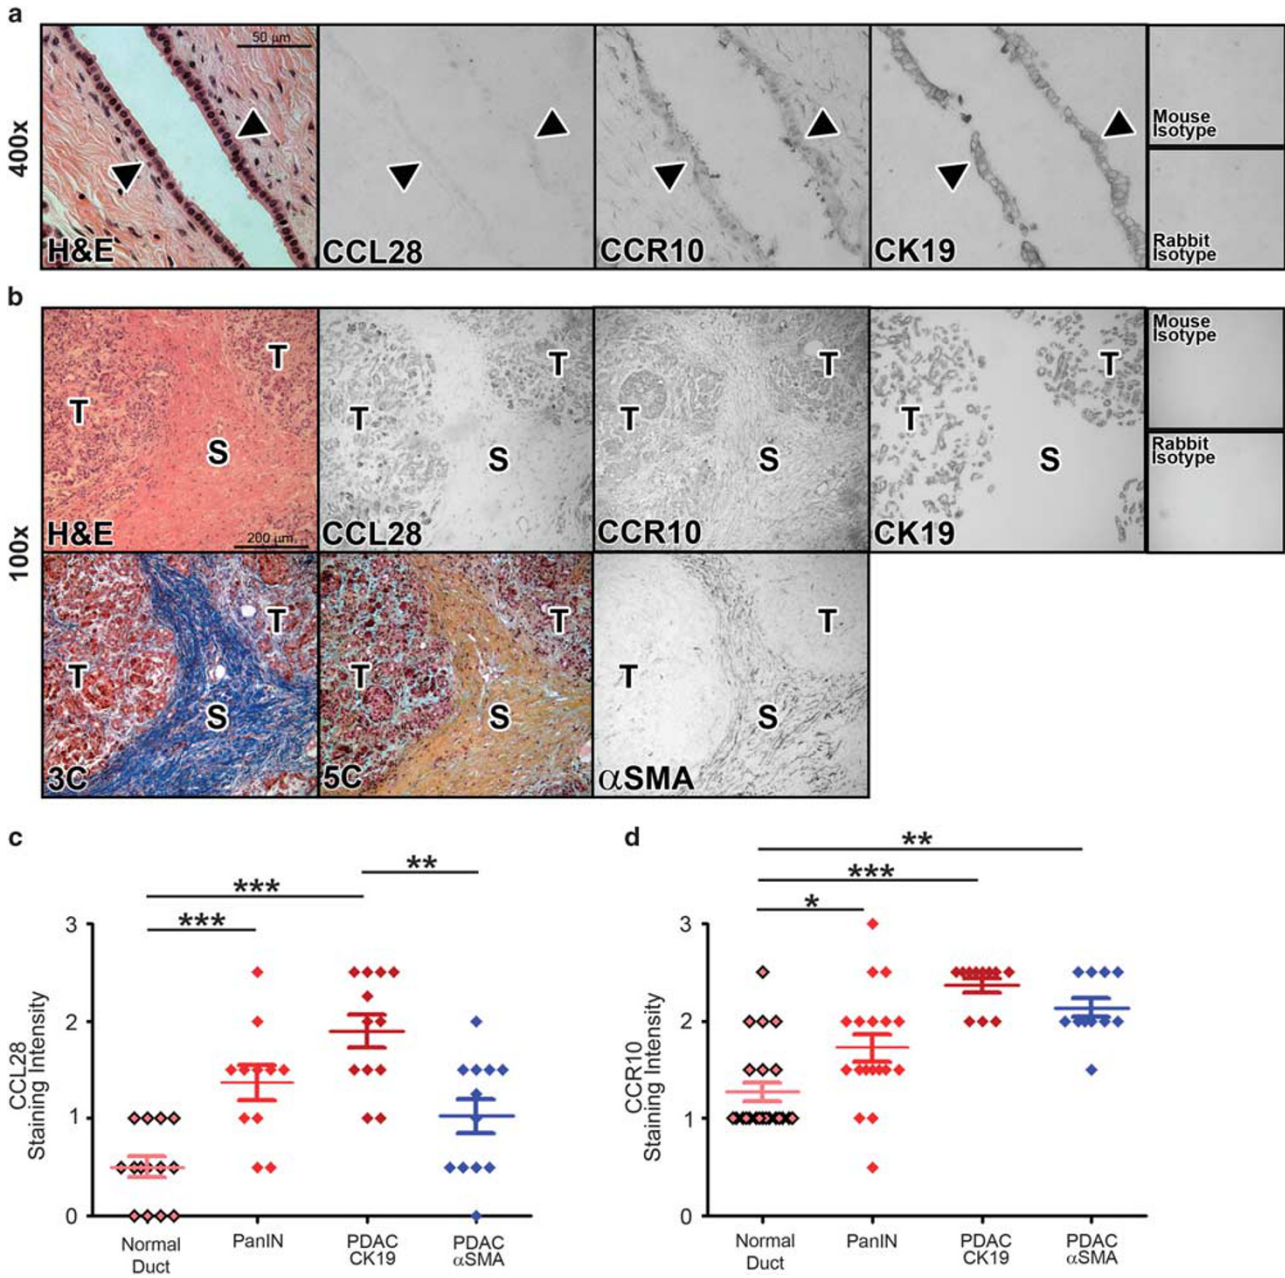 a
400x
50 µm
H&E
CCL28
CCR10
CK19
Mouse
Isotype
Rabbit
Isotype
b
100x
T
T
S
H&E
200 µm
T
T
S
CCL28
T
T
S
CCR10
T
T
S
CK19
Mouse
Isotype
Rabbit
Isotype
T
T
S
3C
T
T
S
5C
T
T
S
αSMA
c
CCL28
Staining Intensity
3
2
1
0
***
***
**
Normal
Duct
PanIN
PDAC
CK19
PDAC
αSMA
d
CCR10
Staining Intensity
3
2
1
0
**
***
*
Normal
Duct
PanIN
PDAC
CK19
PDAC
αSMA